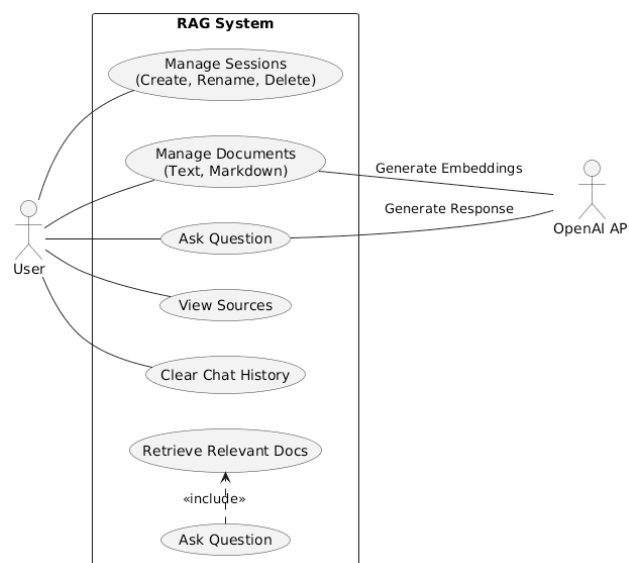 RAG System
Manage Sessions
(Create, Rename, Delete)
Manage Documents
(Text, Markdown)
Generate Embeddings
Generate Response
OpenAI AP
User
Ask Question
View Sources
Clear Chat History
Retrieve Relevant Docs
«include»
Ask Question